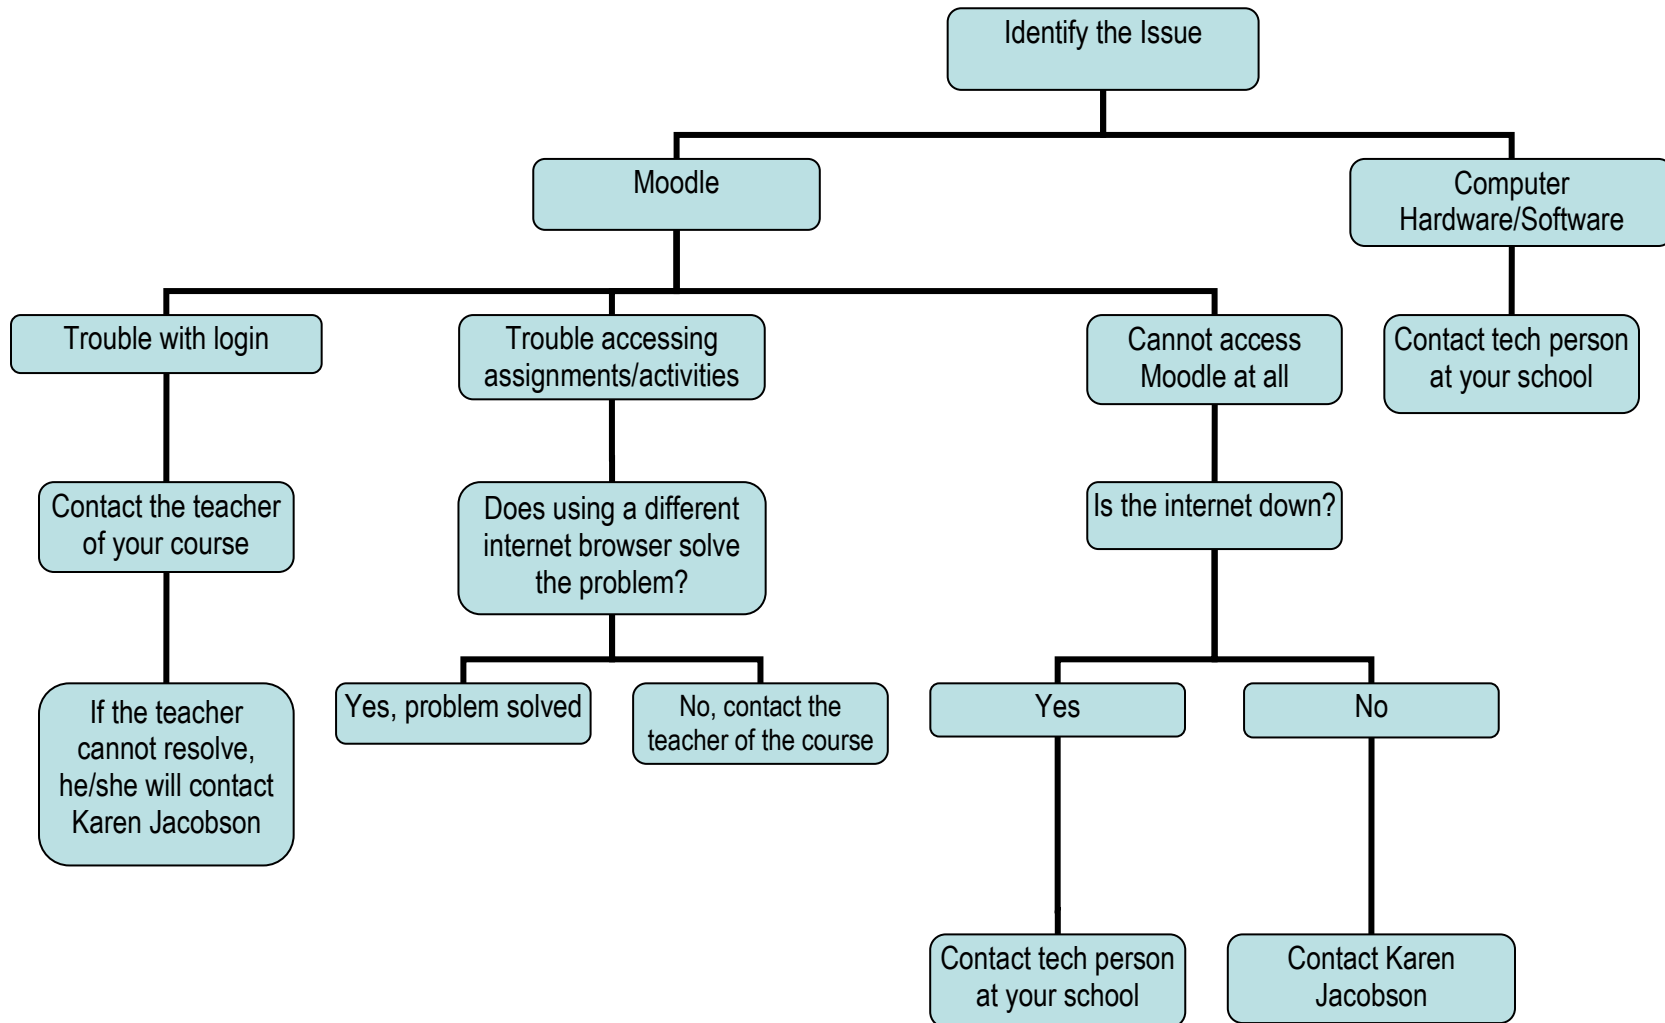 Identify the Issue
Moodle
Computer
Hardware/Software
Trouble with login
Trouble accessing
assignments/activities
Cannot access
Moodle at all
Contact tech person
at your school
Contact the teacher
of your course
Does using a different
internet browser solve
the problem?
Is the internet down?
If the teacher
cannot resolve,
he/she will contact
Karen Jacobson
Yes, problem solved
No, contact the
teacher of the course
Yes
No
Contact tech person
at your school
Contact Karen
Jacobson